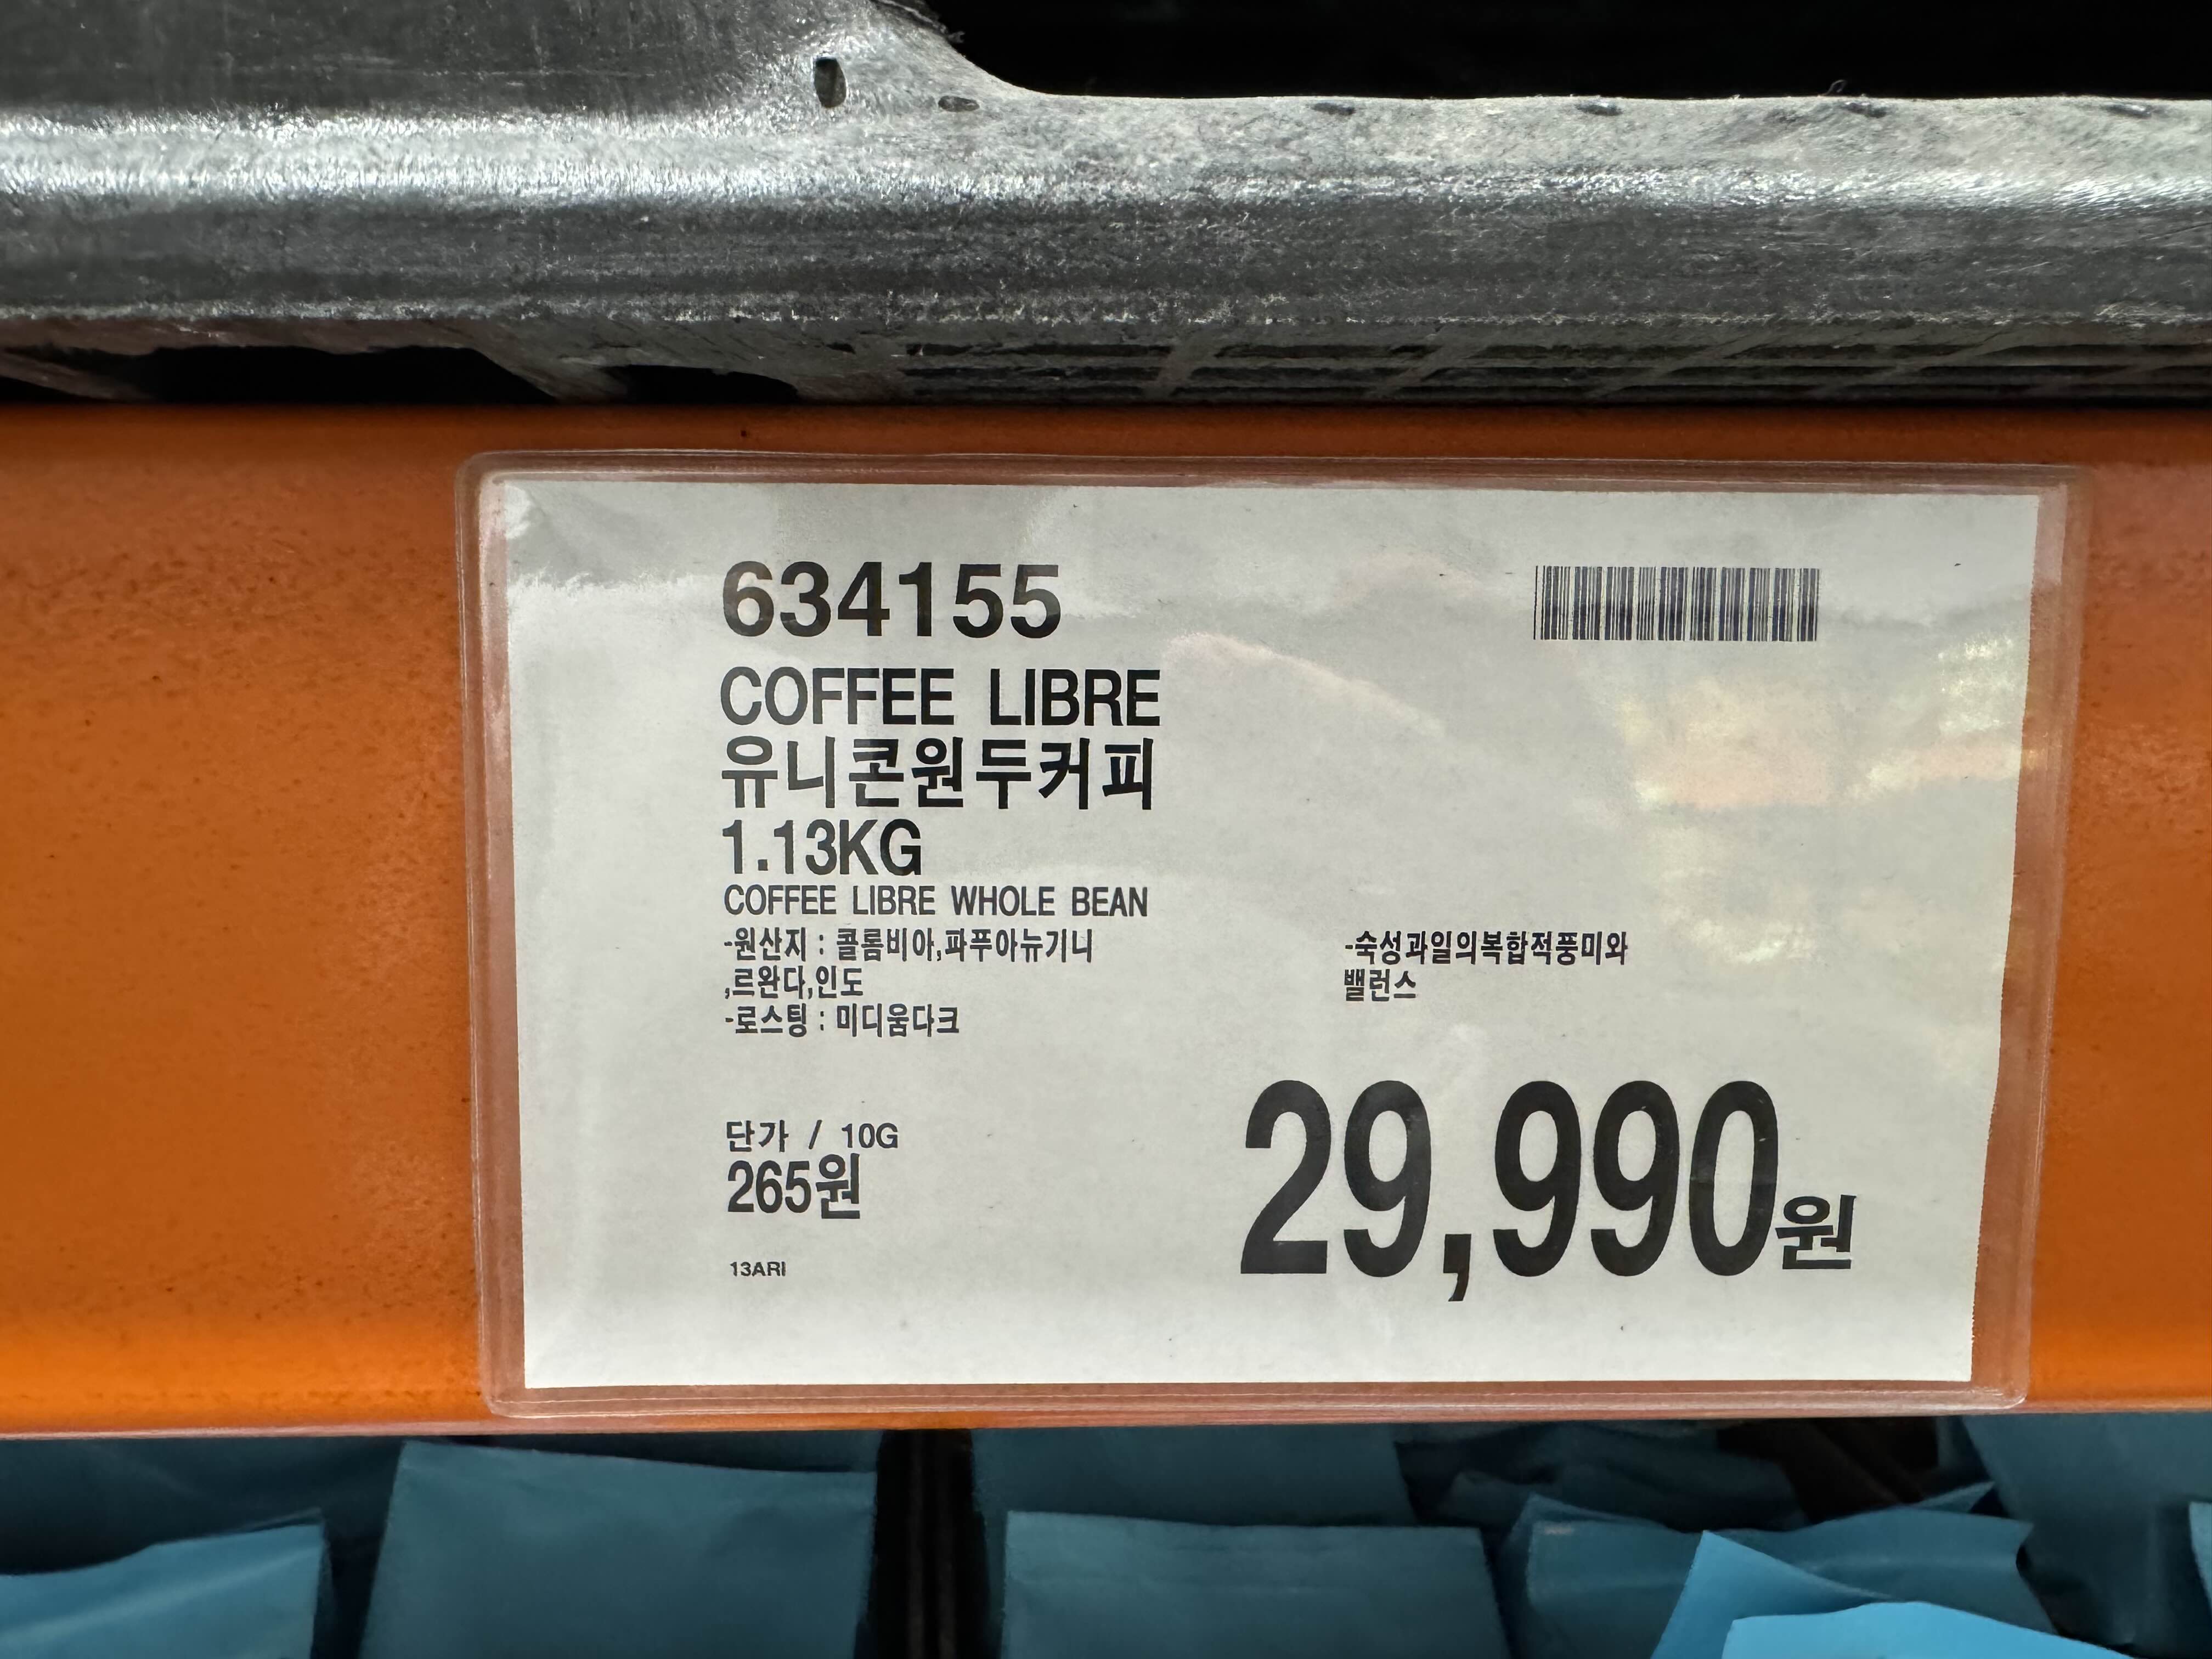 634155
COFFEE LIBRE
유니콘원두커피
1.13KG
COFFEE LIBRE WHOLE BEAN
-원산지 : 콜롬비아,파푸아뉴기니
,르완다,인도
-로스팅 : 미디움다크
-숙성과일의복합적풍미와
밸런스
단가 / 10G
265원
29,990원
13ARI